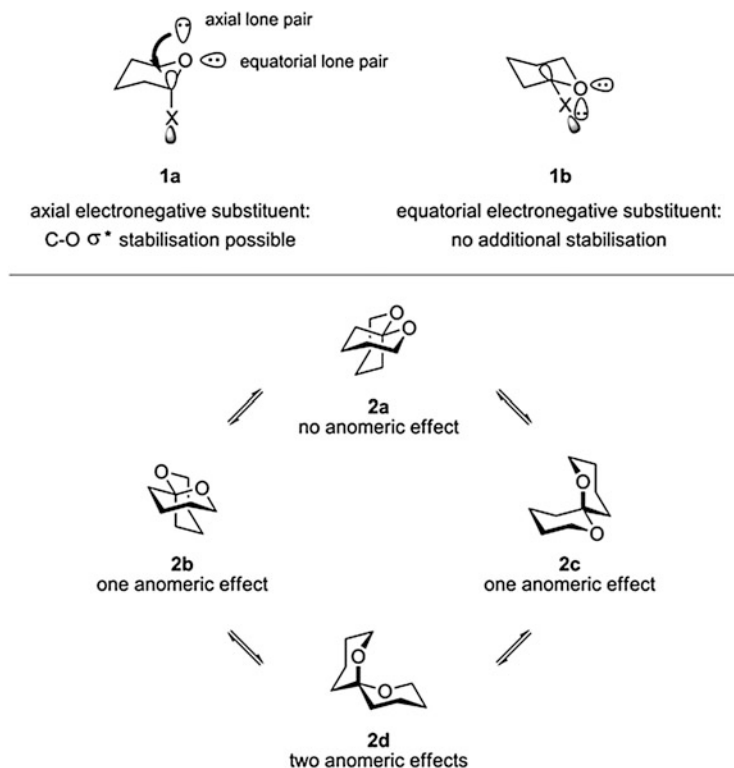 axial lone pair
O equatorial lone pair
X
O
X
1a
1b
axial electronegative substituent:
equatorial electronegative substituent:
C-O σ* stabilisation possible
no additional stabilisation
O
O
2a
no anomeric effect
O
O
O
O
2b
2c
one anomeric effect
one anomeric effect
O
O
2d
two anomeric effects